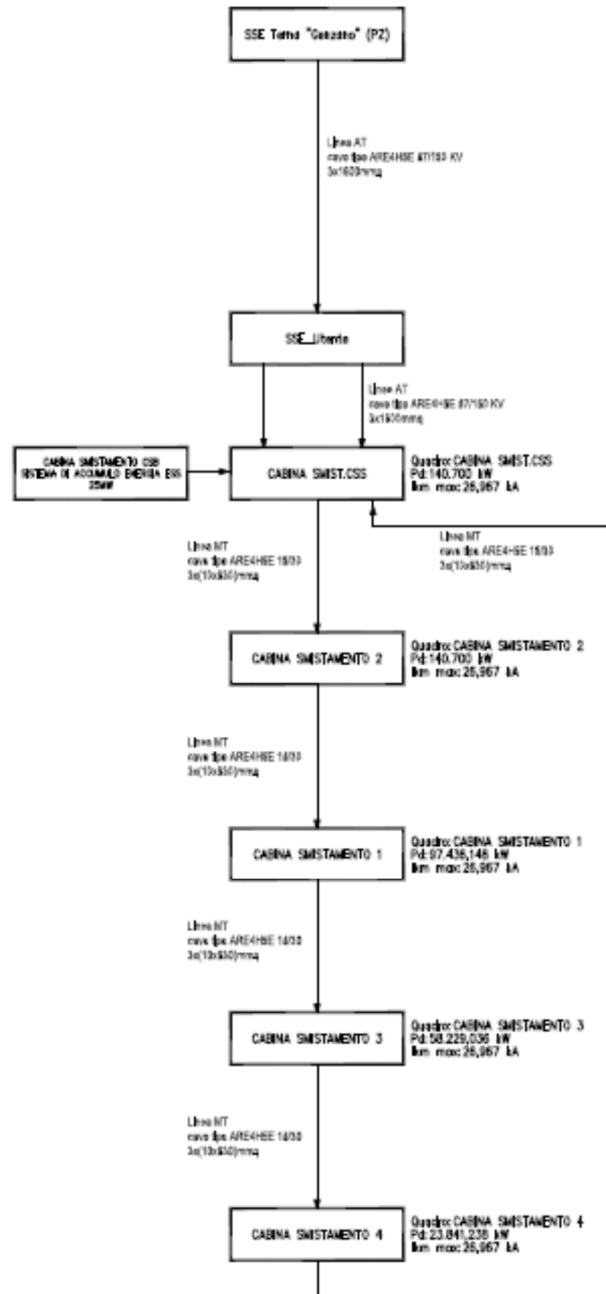 SSE Terna "Genzano" (PZ)
Linea AT
cavo tipo ARE4H5E 87/150 KV
3x1600mmq
SSE_Utente
Linee AT
cavo tipo ARE4H5E 87/150 KV
3x1600mmq
CABINA SMISTAMENTO CSB
SISTEMA DI ACCUMULO ENERGIA ESS
25MW
CABINA SMIST.CSS
Quadro: CABINA SMIST.CSS
Pd: 140.700 kW
Ikm max: 26,967 kA
Linea MT
cavo tipo ARE4H5E 18/30
3x(10x630)mmq
Linea MT
cavo tipo ARE4H5E 18/30
3x(10x630)mmq
CABINA SMISTAMENTO 2
Quadro: CABINA SMISTAMENTO 2
Pd: 140.700 kW
Ikm max: 26,967 kA
Linea MT
cavo tipo ARE4H5E 18/30
3x(10x630)mmq
CABINA SMISTAMENTO 1
Quadro: CABINA SMISTAMENTO 1
Pd: 97.436,146 kW
Ikm max: 26,967 kA
Linea MT
cavo tipo ARE4H5E 18/30
3x(10x630)mmq
CABINA SMISTAMENTO 3
Quadro: CABINA SMISTAMENTO 3
Pd: 58.229,036 kW
Ikm max: 26,967 kA
Linea MT
cavo tipo ARE4H5E 18/30
3x(10x630)mmq
CABINA SMISTAMENTO 4
Quadro: CABINA SMISTAMENTO 4
Pd: 23.841,238 kW
Ikm max: 26,967 kA